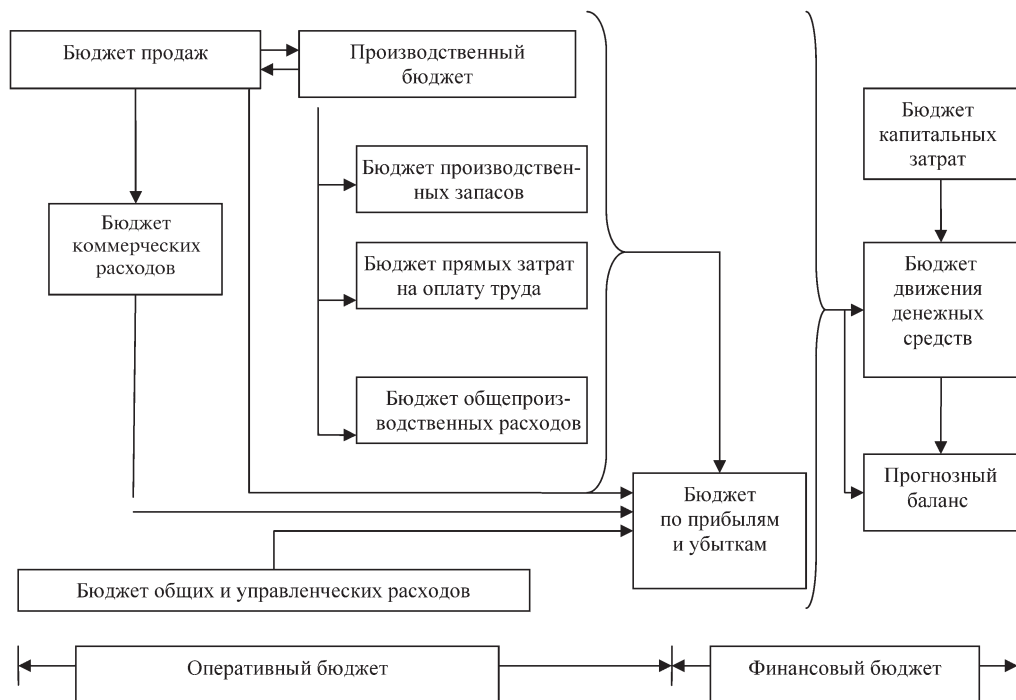 Бюджет продаж
Производственный
бюджет
Бюджет производствен-
ных запасов
Бюджет
коммерческих
расходов
Бюджет прямых затрат
на оплату труда
Бюджет общепроиз-
водственных расходов
Бюджет
по прибылям
и убыткам
Бюджет общих и управленческих расходов
Бюджет
капитальных
затрат
Бюджет
движения
денежных
средств
Прогнозный
баланс
Оперативный бюджет
Финансовый бюджет